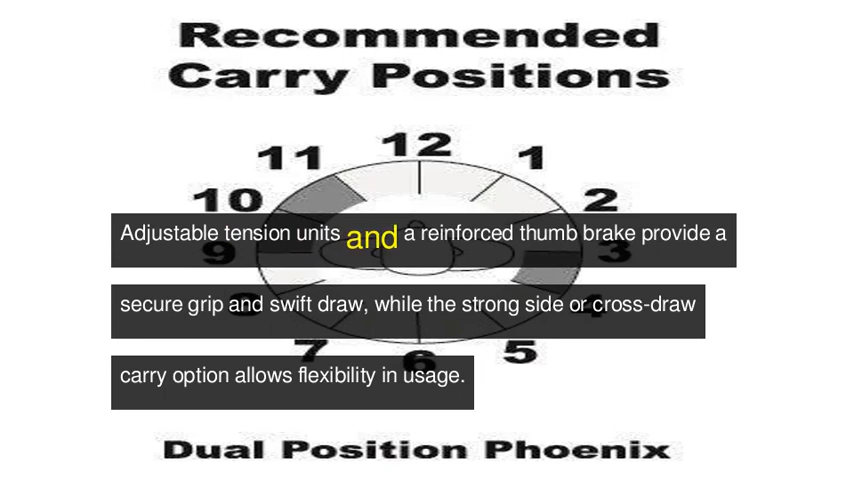 Recommended
Carry Positions
12
11
1
10
2
Adjustable tension units and a reinforced thumb brake provide a
9
3
secure grip and swift draw, while the strong side or cross-draw
8
4
7
5
6
carry option allows flexibility in usage.
Dual Position Phoenix